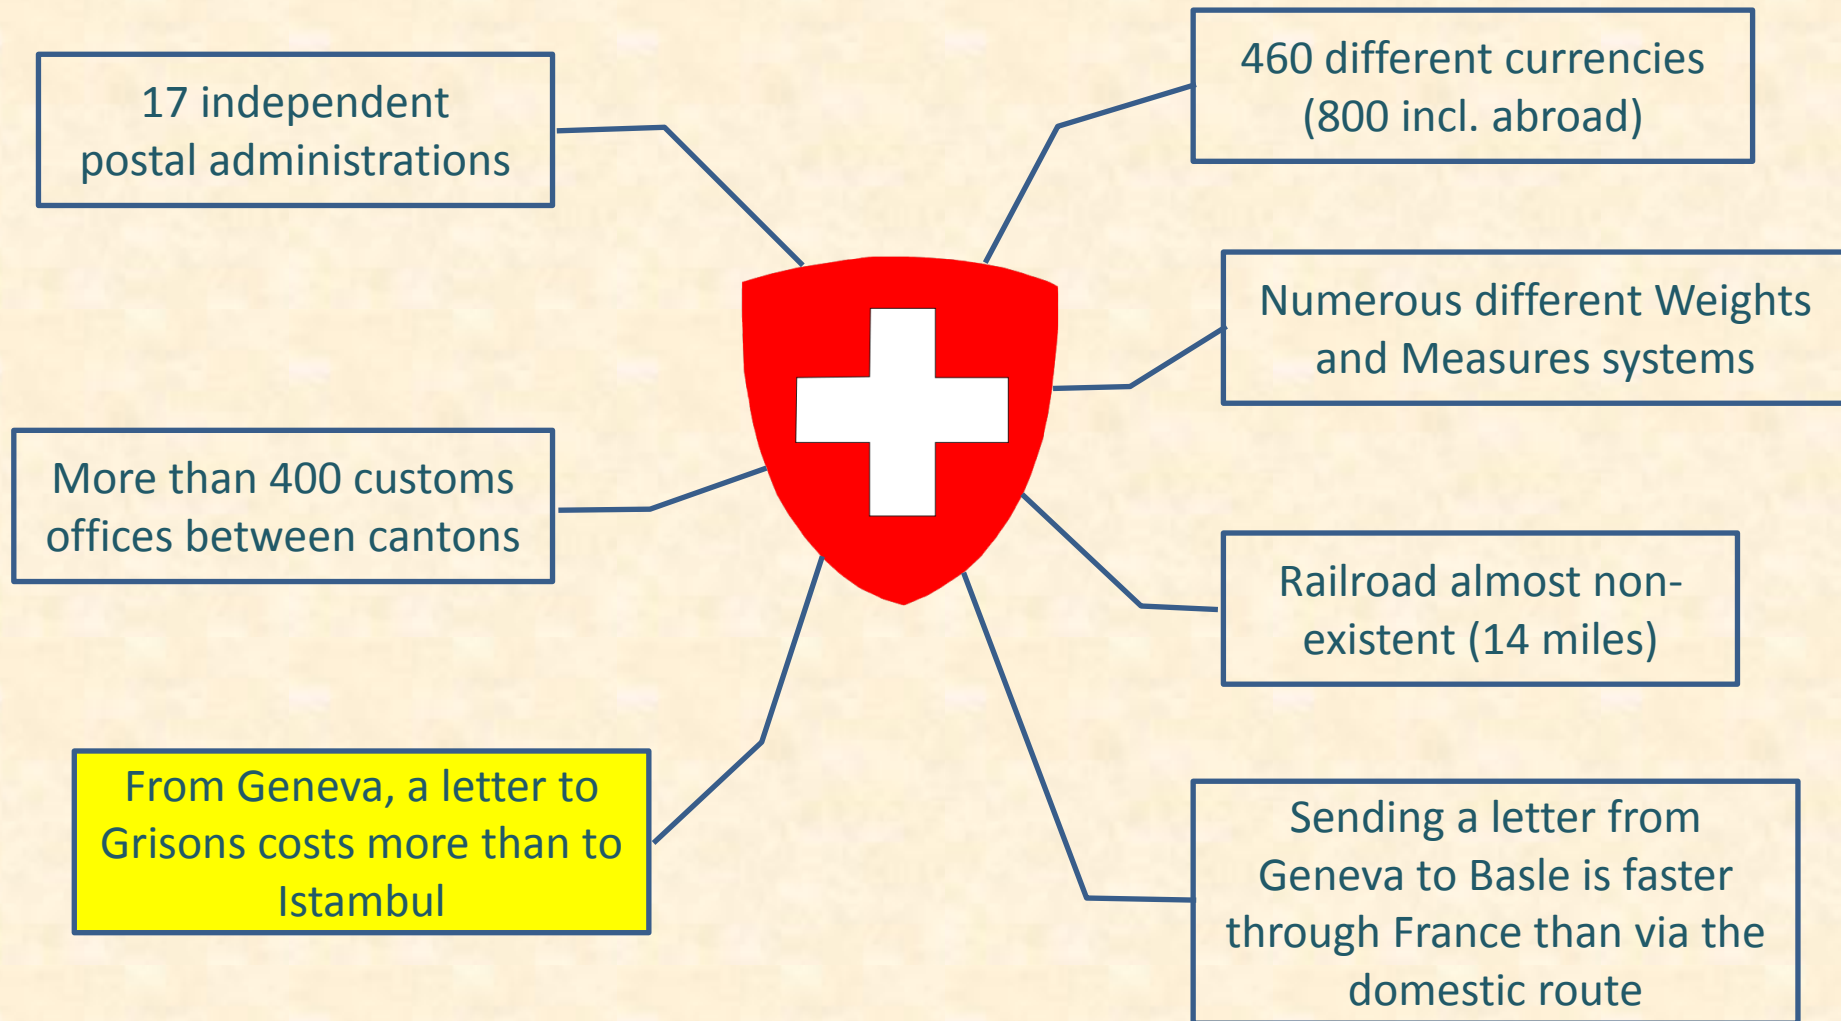 17 independent
postal administrations
460 different currencies
(800 incl. abroad)
Numerous different Weights
and Measures systems
More than 400 customs
offices between cantons
Railroad almost non-
existent (14 miles)
From Geneva, a letter to
Grisons costs more than to
Istambul
Sending a letter from
Geneva to Basle is faster
through France than via the
domestic route